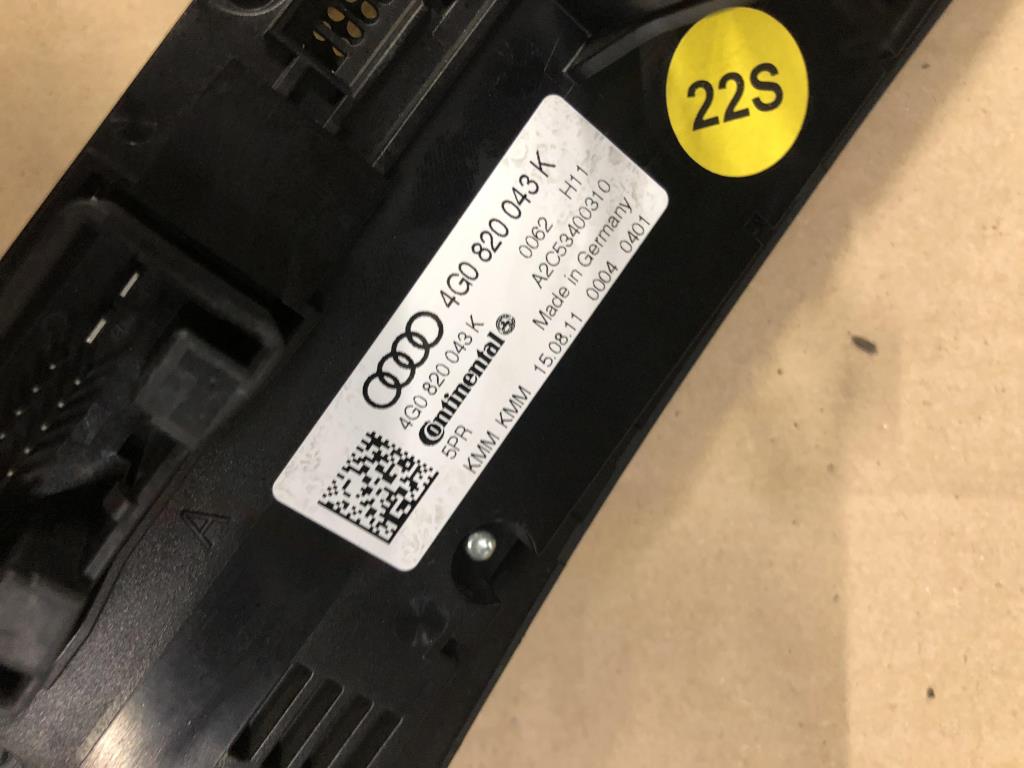 22S
4G0 820 043 K
4G0 820 043 K 0062 H11
Continental A2C53400310
5PR Made in Germany
KMM KMM 15.08.11 0004 0401
A